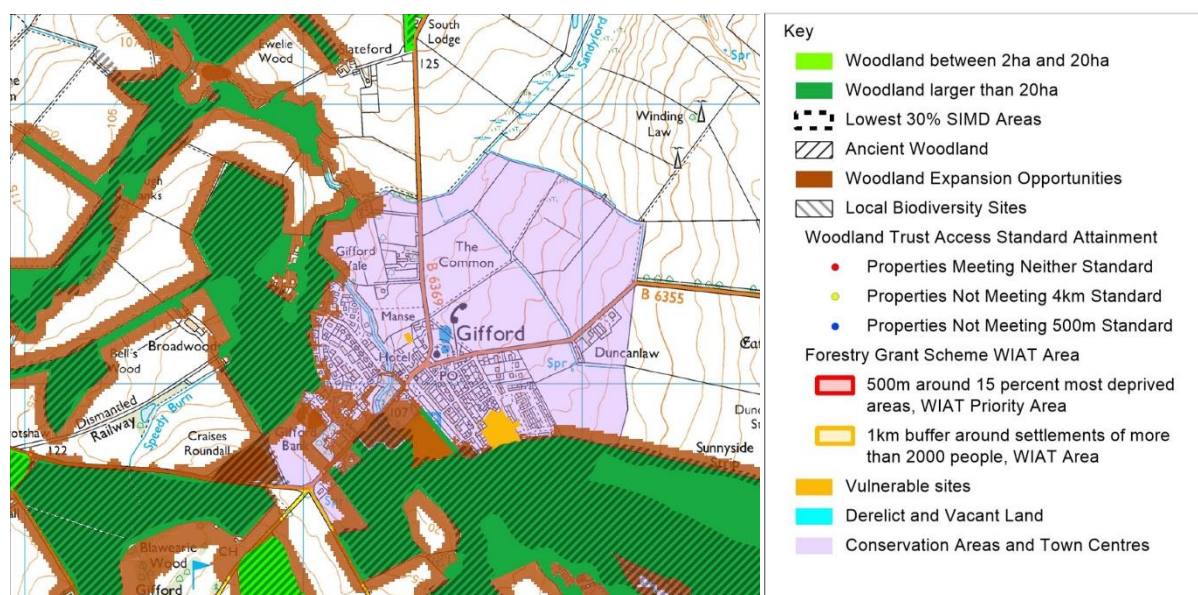 107
Ewelie
Wood
Slateford
South
Lodge
125
Sandyford
Spr
Winding
Law
Gifford
Vale
The
Common
B 6369
B 6355
Manse
Gifford
Hotel
PO
Spr
Duncanlaw
Bell's
Wood
Broadwoods
Dismantled
Railway
Speedy Burn
122
Craises
Roundall
107
Gifford
Bank
Sunnyside
Strip
Blawearie
Wood
CH
Gifford
Key
Woodland between 2ha and 20ha
Woodland larger than 20ha
Lowest 30% SIMD Areas
Ancient Woodland
Woodland Expansion Opportunities
Local Biodiversity Sites
Woodland Trust Access Standard Attainment
Properties Meeting Neither Standard
Properties Not Meeting 4km Standard
Properties Not Meeting 500m Standard
Forestry Grant Scheme WIAT Area
500m around 15 percent most deprived
areas, WIAT Priority Area
1km buffer around settlements of more
than 2000 people, WIAT Area
Vulnerable sites
Derelict and Vacant Land
Conservation Areas and Town Centres